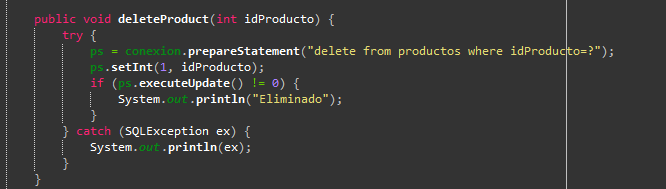 public void deleteProduct(int idProducto) {
try {
ps = conexion.prepareStatement("delete from productos where idProducto=?");
ps.setInt(1, idProducto);
if (ps.executeUpdate() != 0) {
System.out.println("Eliminado");
}
} catch (SQLException ex) {
System.out.println(ex);
}
}